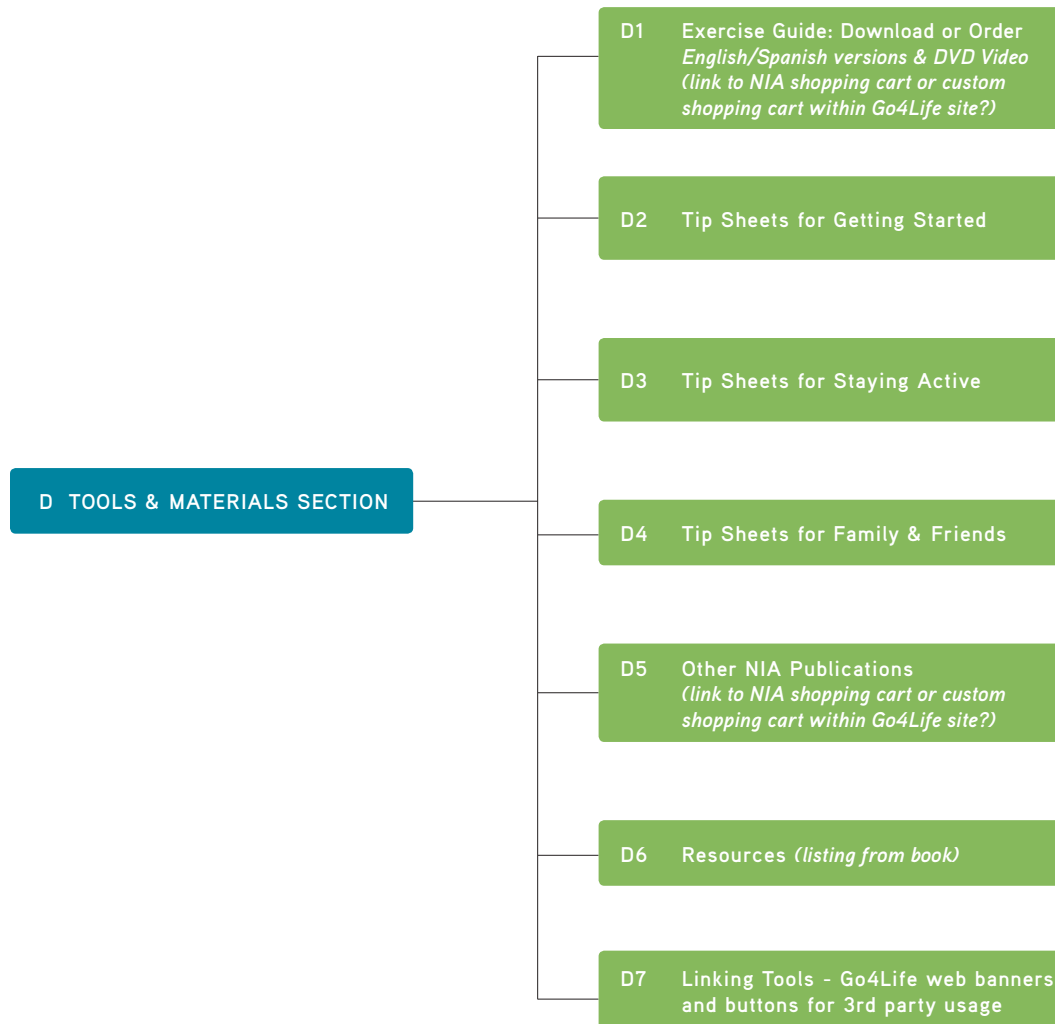 D1 Exercise Guide: Download or Order
English/Spanish versions & DVD Video
(link to NIA shopping cart or custom
shopping cart within Go4Life site?)
D2 Tip Sheets for Getting Started
D3 Tip Sheets for Staying Active
D TOOLS & MATERIALS SECTION
D4 Tip Sheets for Family & Friends
D5 Other NIA Publications
(link to NIA shopping cart or custom
shopping cart within Go4Life site?)
D6 Resources (listing from book)
D7 Linking Tools - Go4Life web banners
and buttons for 3rd party usage